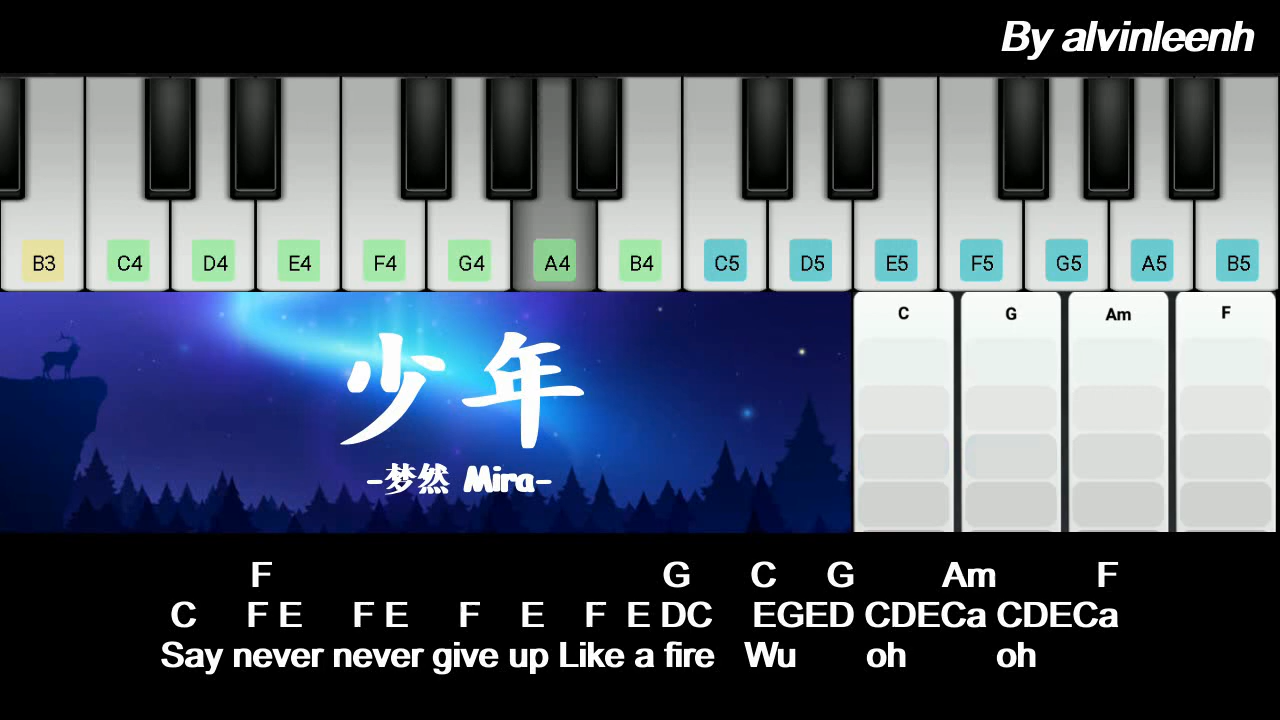 By alvinleenh
B3 C4 D4 E4 F4 G4 A4 B4 C5 D5 E5 F5 G5 A5 B5
C G Am F
少年
-梦然 Mira-
F G C G Am F
C F E F E F E F E DC EGED CDECa CDECa
Say never never give up Like a fire Wu oh oh